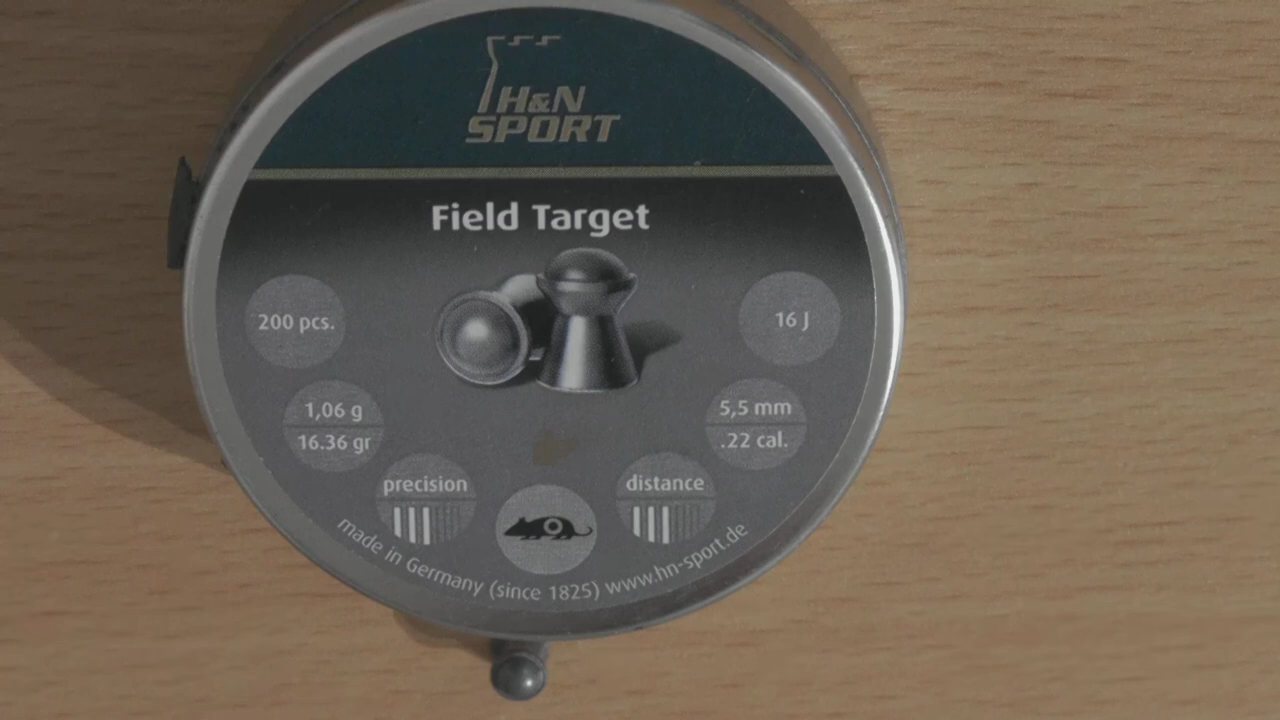 H&N
SPORT
Field Target
200 pcs.
16 J
1,06 g
16.36 gr
5,5 mm
.22 cal.
precision
distance
made in Germany (since 1825) www.hn-sport.de